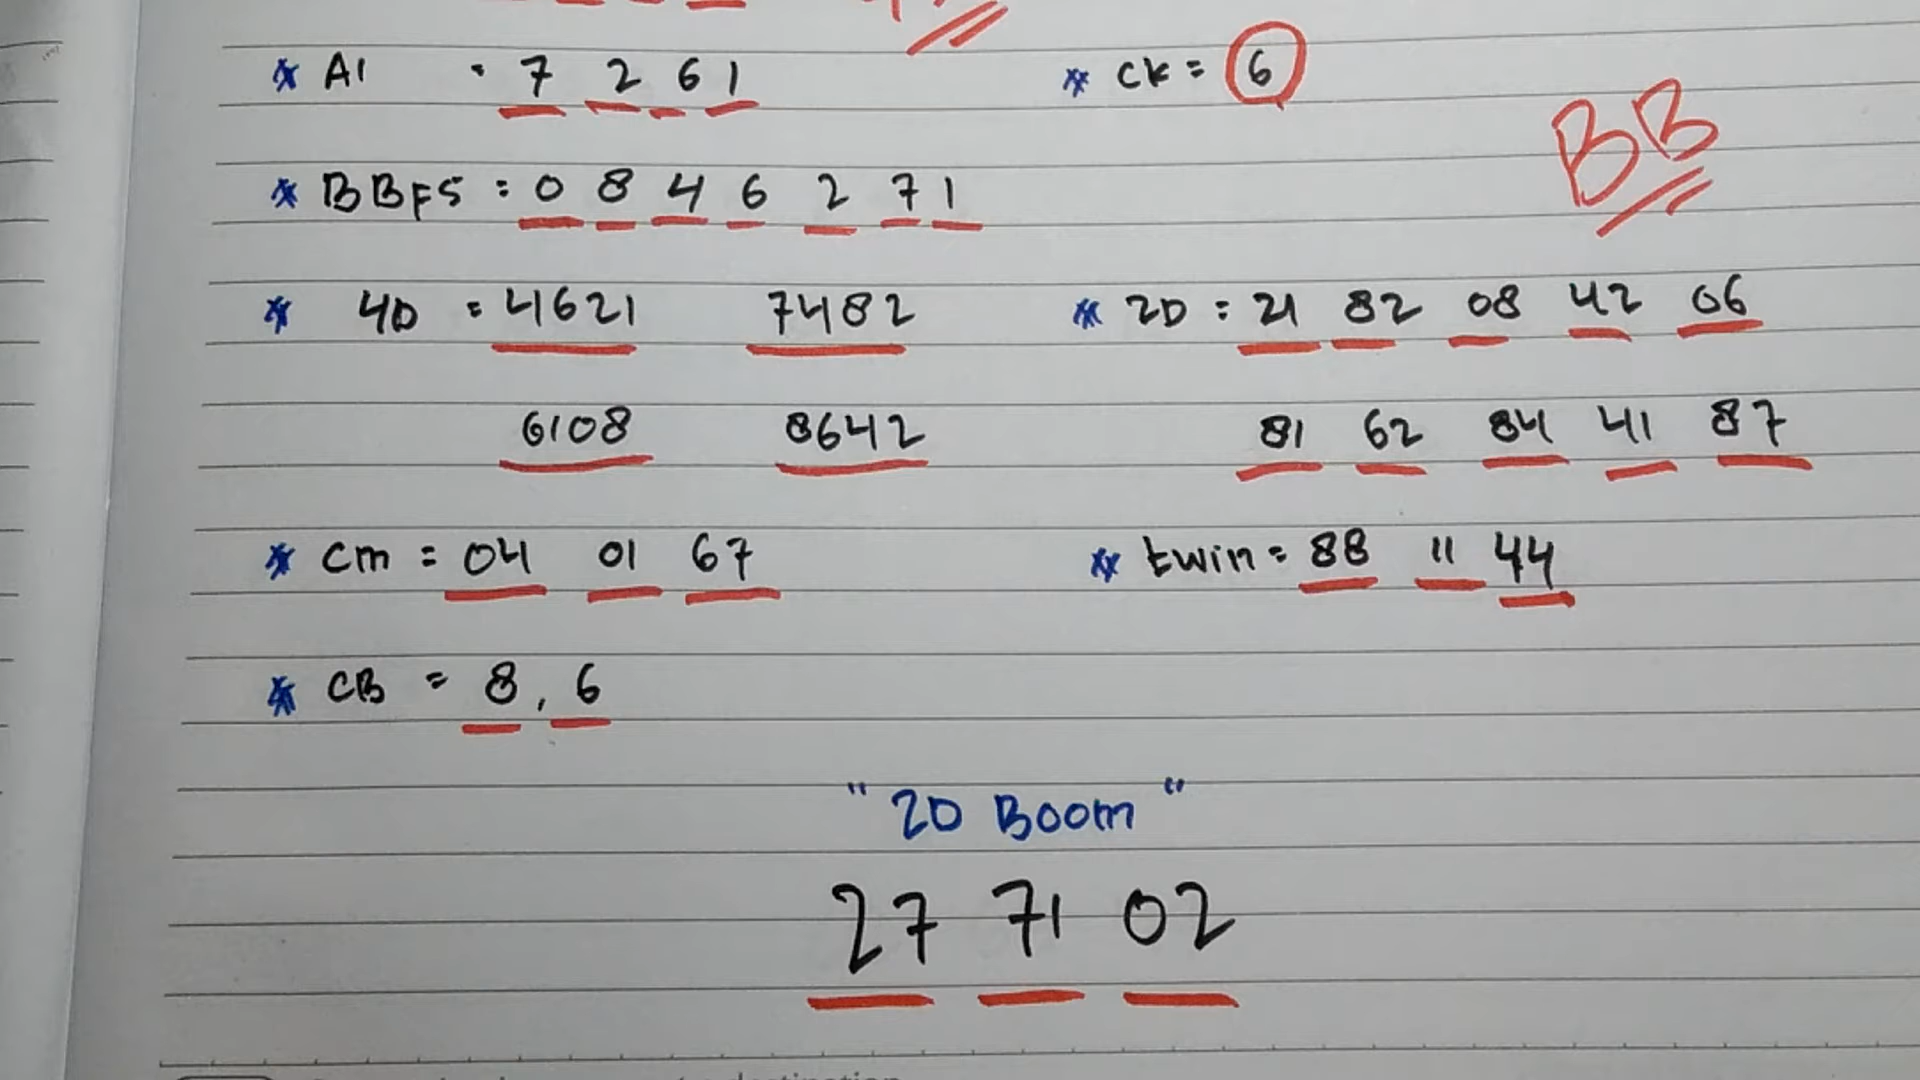 * AI = 7 2 6 1 * CK = 6
BB
* BBFS = 0 8 4 6 2 7 1
* 4D = 4621 7482 * 2D = 21 82 08 42 06
6108 8642 81 62 84 41 87
* Cm = 04 01 67 * twin = 88 11 44
* CB = 8, 6
"2D Boom"
27 71 02